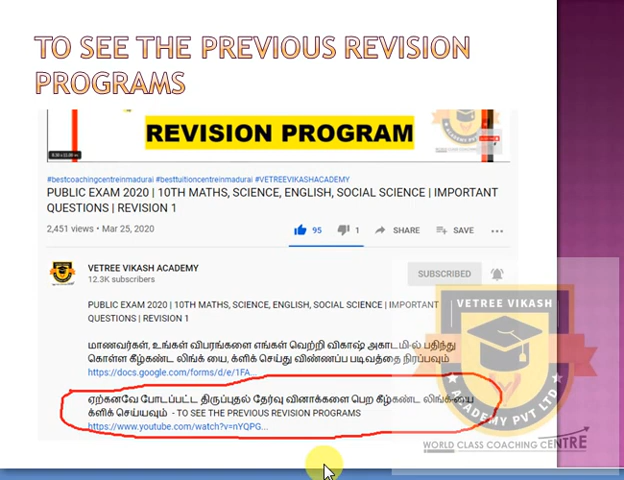 TO SEE THE PREVIOUS REVISION
PROGRAMS
REVISION PROGRAM
#bestcoachingcentreinmadurai #besttuitioncentreinmadurai #VETREEVIKASHACADEMY
PUBLIC EXAM 2020 | 10TH MATHS, SCIENCE, ENGLISH, SOCIAL SCIENCE | IMPORTANT
QUESTIONS | REVISION 1
2,451 views • Mar 25, 2020
95
1
SHARE
SAVE
VETREE VIKASH ACADEMY
12.3K subscribers
SUBSCRIBED
PUBLIC EXAM 2020 | 10TH MATHS, SCIENCE, ENGLISH, SOCIAL SCIENCE | IMPORTANT
QUESTIONS | REVISION 1
மாணவர்கள், உங்கள் விபரங்களை எங்கள் வெற்றி விகாஷ் அகாடமி-ல் பதிந்து
கொள்ள கீழ்கண்ட லிங்க் யை, க்ளிக் செய்து விண்ணப்ப படிவத்தை நிரப்பவும்
https://docs.google.com/forms/d/e/1FA...
ஏற்கனவே போடப்பட்ட திருப்புதல் தேர்வு வினாக்களை பெற கீழ்கண்ட லிங்க்-யை
க்ளிக் செய்யவும் - TO SEE THE PREVIOUS REVISION PROGRAMS
https://www.youtube.com/watch?v=nYQPG...
VETREE VIKASH
ACADEMY PVT LTD
WORLD CLASS COACHING CENTRE